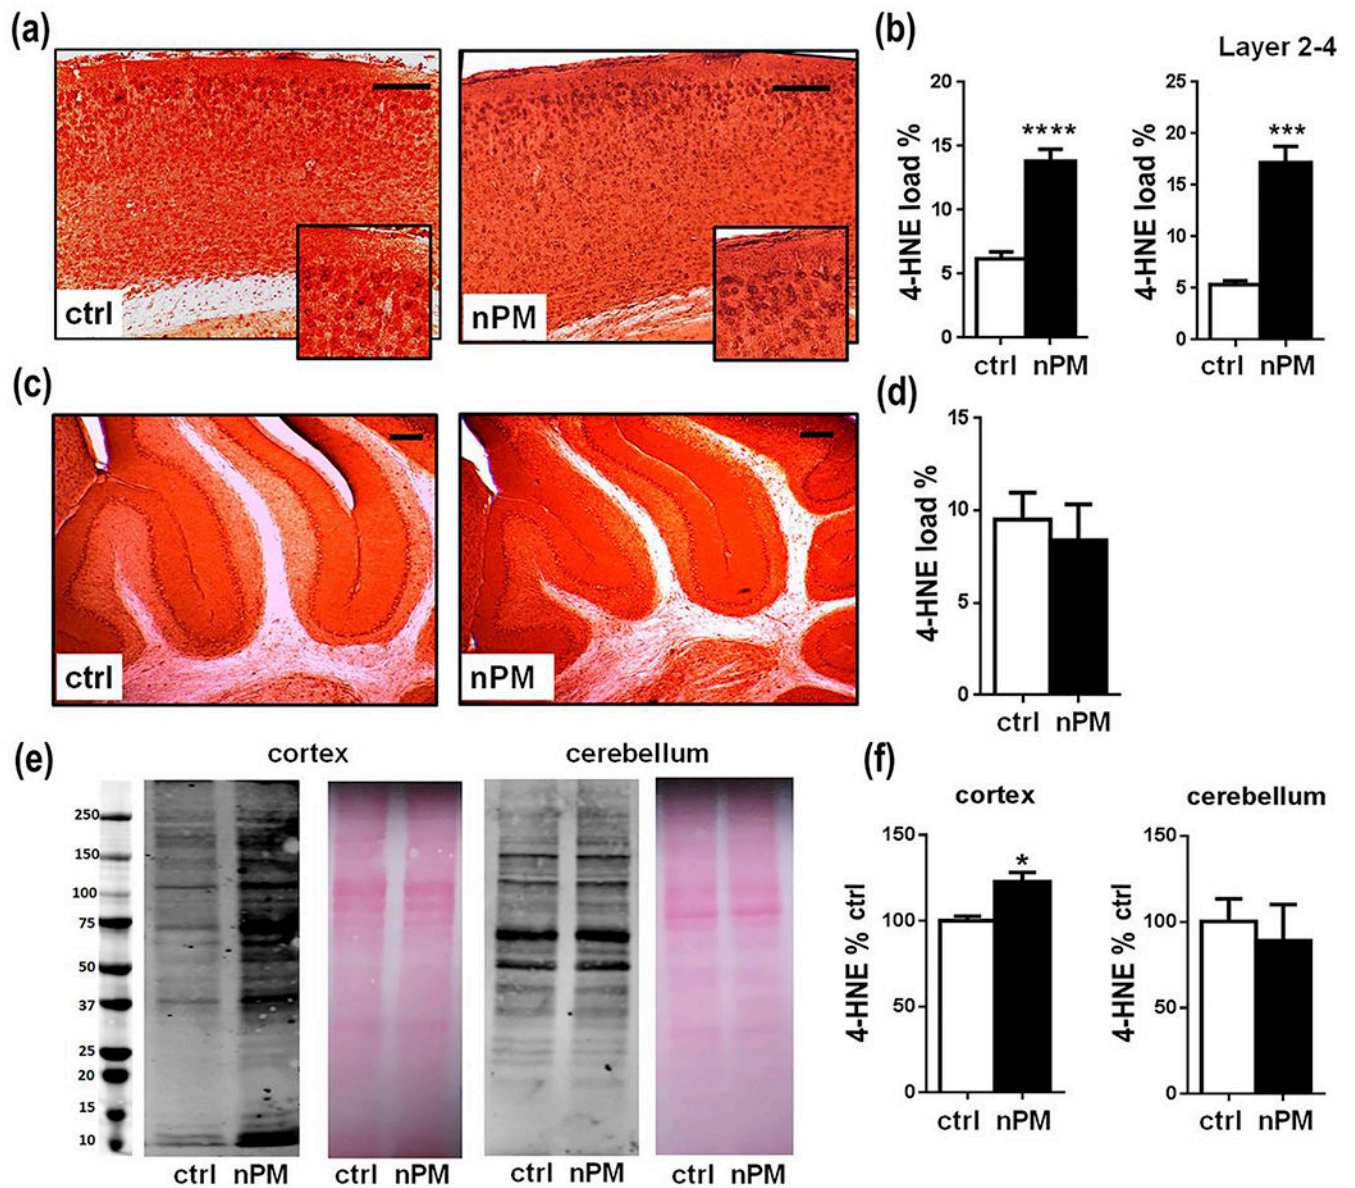 (a)
ctrl
nPM
(b)
Layer 2-4
4-HNE load %
20
15
10
5
0
****
ctrl nPM
4-HNE load %
25
20
15
10
5
0
***
ctrl nPM
(c)
ctrl
nPM
(d)
4-HNE load %
15
10
5
0
ctrl nPM
(e)
cortex
cerebellum
250
150
100
75
50
37
25
20
15
10
ctrl nPM
ctrl nPM
ctrl nPM
ctrl nPM
(f)
cortex
4-HNE % ctrl
150
100
50
0
*
ctrl nPM
cerebellum
4-HNE % ctrl
150
100
50
0
ctrl nPM